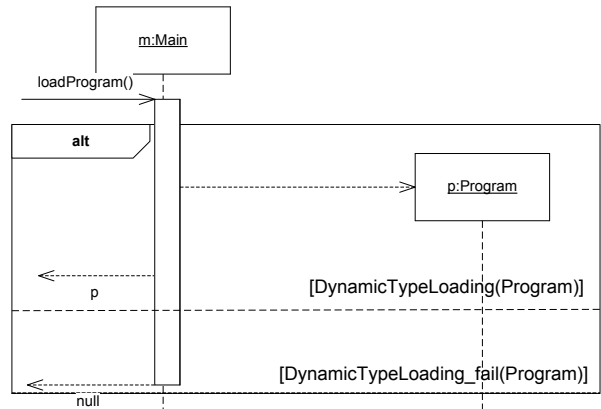 m:Main
loadProgram()
alt
p:Program
p
[DynamicTypeLoading(Program)]
[DynamicTypeLoading_fail(Program)]
null